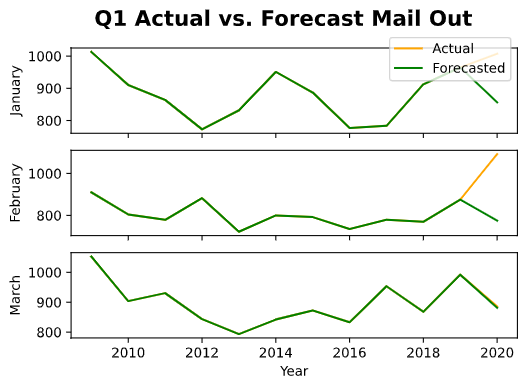 Q1 Actual vs. Forecast Mail Out
Actual
Forecasted
January
1000
900
800
February
1000
800
March
1000
900
800
2010 2012 2014 2016 2018 2020
Year